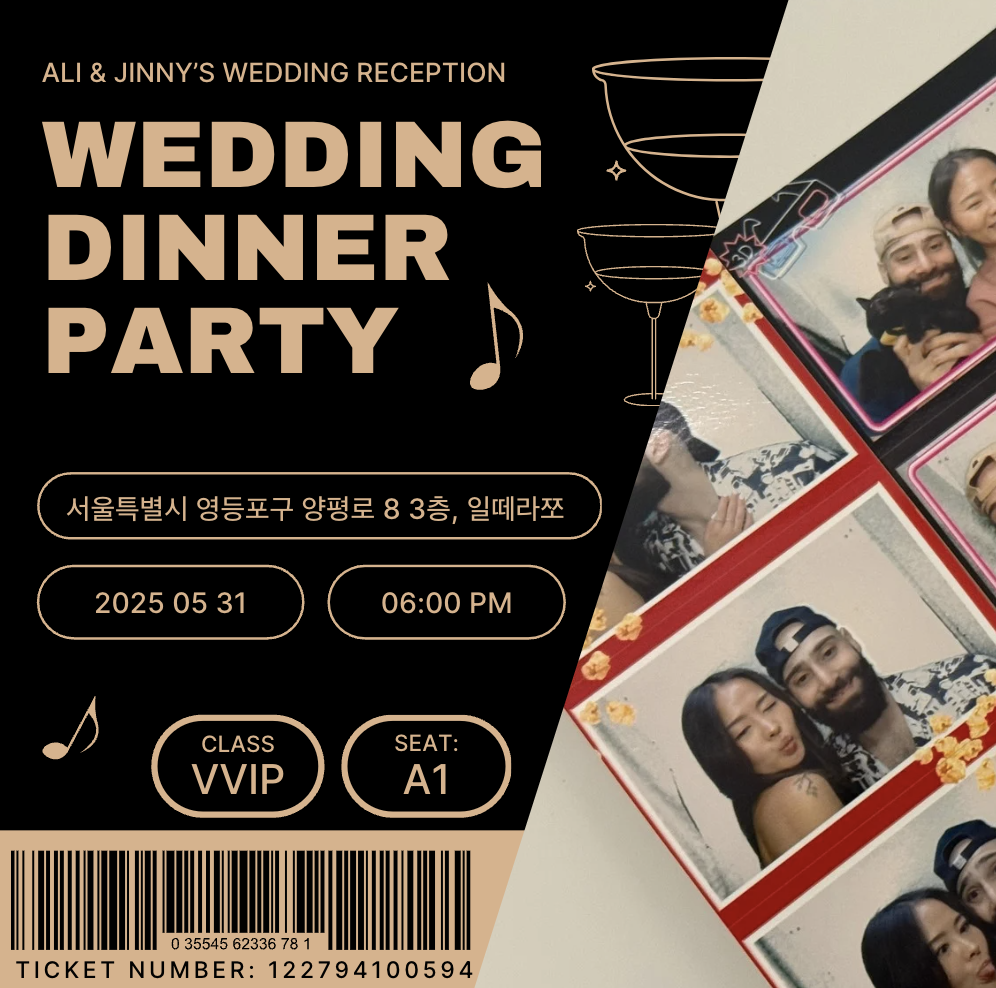 ALI & JINNY’S WEDDING RECEPTION
WEDDING
DINNER
PARTY
서울특별시 영등포구 양평로 8 3층, 일떼라쪼
2025 05 31
06:00 PM
CLASS
VVIP
SEAT:
A1
3D
0 35545 62336 78 1
TICKET NUMBER: 122794100594